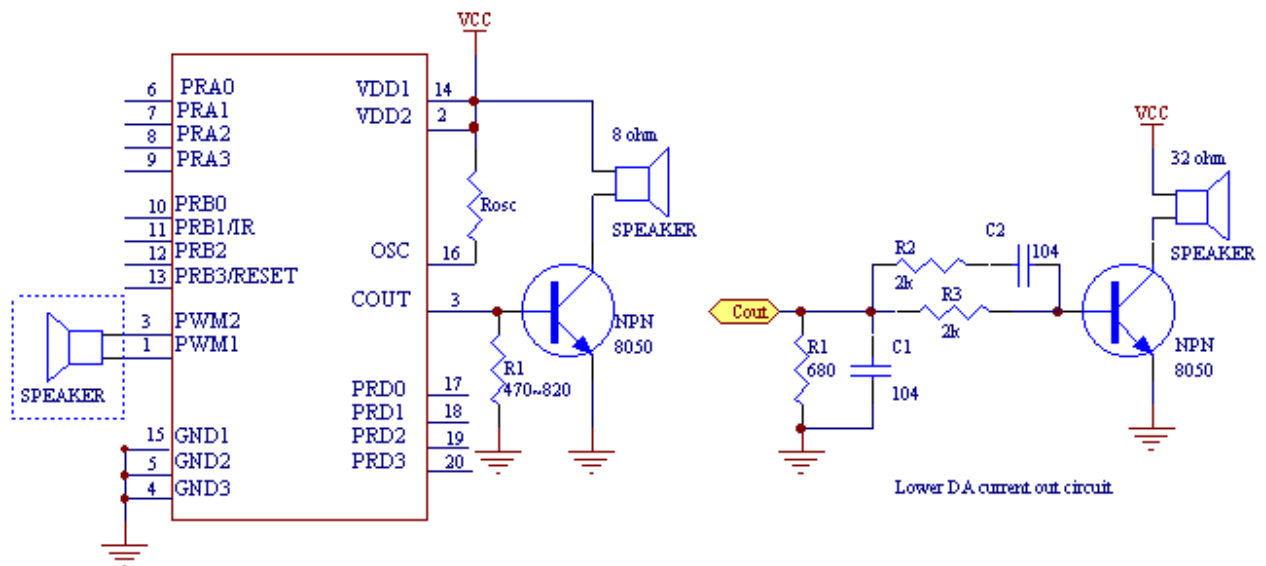 VCC
6 PRA0
7 PRA1
8 PRA2
9 PRA3
10 PRB0
11 PRB1/IR
12 PRB2
13 PRB3/RESET
3 PWM2
1 PWM1
SPEAKER
15 GND1
5 GND2
4 GND3
VDD1 14
VDD2 2
OSC 16
COUT 3
PRD0 17
PRD1 18
PRD2 19
PRD3 20
Rosc
R1
470~820
8 ohm
SPEAKER
NPN
8050
Cout
R1
680
C1
104
R2
2k
C2
104
R3
2k
VCC
32 ohm
SPEAKER
NPN
8050
Lower DA current out circuit